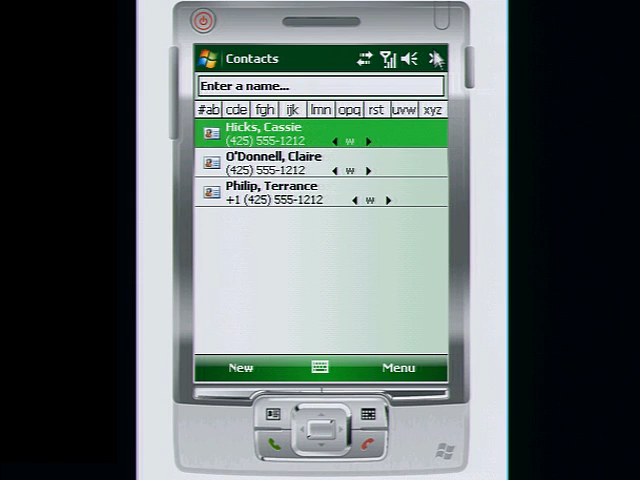 Contacts
Enter a name...
#ab cde fgh ijk lmn opq rst uvw xyz
Hicks, Cassie
(425) 555-1212 w
O'Donnell, Claire
(425) 555-1212 w
Philip, Terrance
+1 (425) 555-1212 w
New Menu